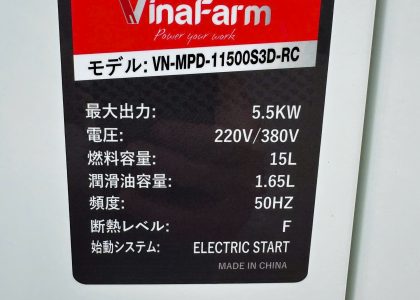 VinaFarm
Power your work
モデル: VN-MPD-11500S3D-RC
最大出力: 5.5KW
電圧: 220V/380V
燃料容量: 15L
潤滑油容量: 1.65L
頻度: 50HZ
断熱レベル: F
始動システム: ELECTRIC START
MADE IN CHINA